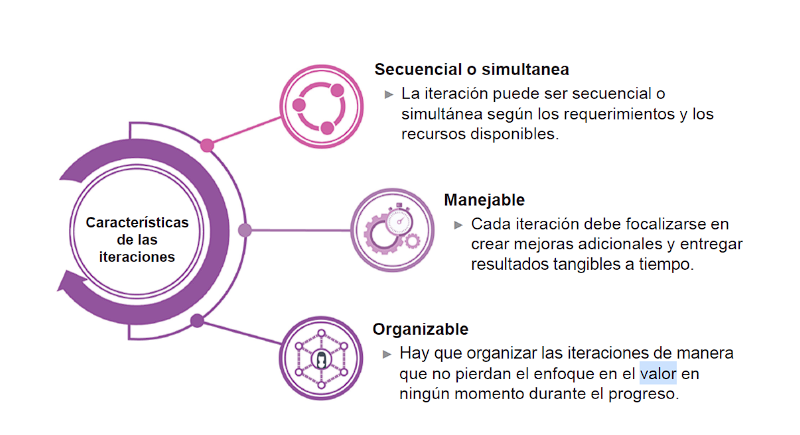 Características
de las
iteraciones
Secuencial o simultanea
La iteración puede ser secuencial o
simultánea según los requerimientos y los
recursos disponibles.
Manejable
Cada iteración debe focalizarse en
crear mejoras adicionales y entregar
resultados tangibles a tiempo.
Organizable
Hay que organizar las iteraciones de manera
que no pierdan el enfoque en el valor en
ningún momento durante el progreso.